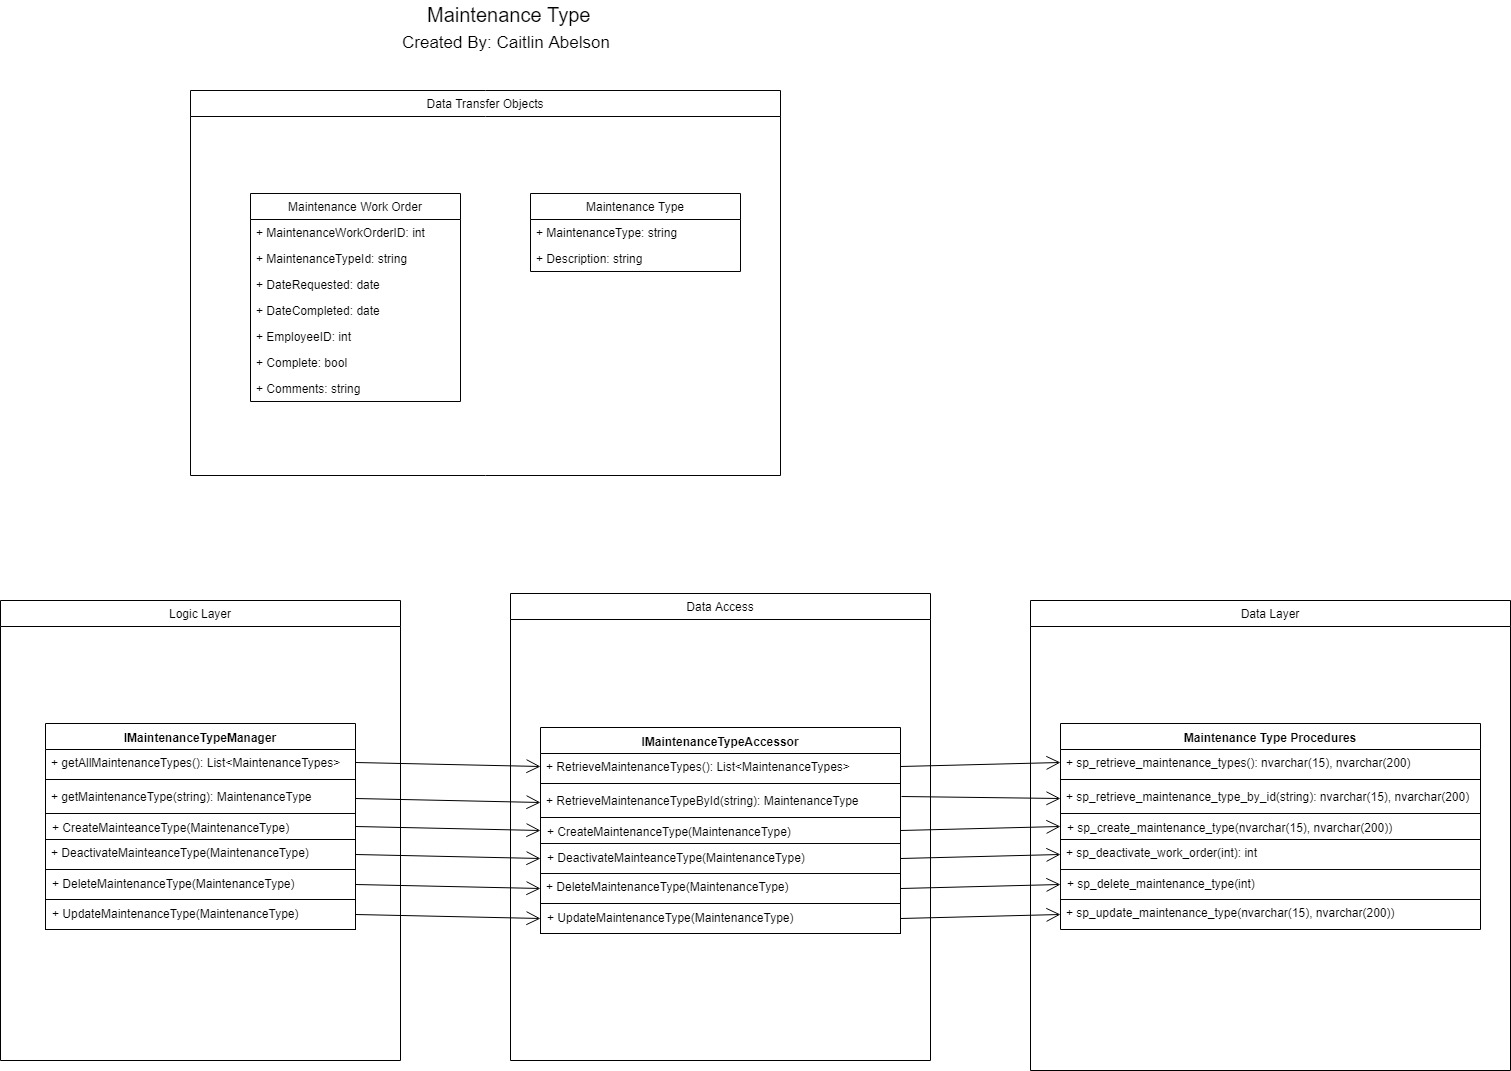 Maintenance Type
Created By: Caitlin Abelson
Data Transfer Objects
Maintenance Work Order
+ MaintenanceWorkOrderID: int
+ MaintenanceTypeId: string
+ DateRequested: date
+ DateCompleted: date
+ EmployeeID: int
+ Complete: bool
+ Comments: string
Maintenance Type
+ MaintenanceType: string
+ Description: string
Logic Layer
IMaintenanceTypeManager
+ getAllMaintenanceTypes(): List<MaintenanceTypes>
+ getMaintenanceType(string): MaintenanceType
+ CreateMainteanceType(MaintenanceType)
+ DeactivateMainteanceType(MaintenanceType)
+ DeleteMaintenanceType(MaintenanceType)
+ UpdateMaintenanceType(MaintenanceType)
Data Access
IMaintenanceTypeAccessor
+ RetrieveMaintenanceTypes(): List<MaintenanceTypes>
+ RetrieveMaintenanceTypeById(string): MaintenanceType
+ CreateMaintenanceType(MaintenanceType)
+ DeactivateMainteanceType(MaintenanceType)
+ DeleteMaintenanceType(MaintenanceType)
+ UpdateMaintenanceType(MaintenanceType)
Data Layer
Maintenance Type Procedures
+ sp_retrieve_maintenance_types(): nvarchar(15), nvarchar(200)
+ sp_retrieve_maintenance_type_by_id(string): nvarchar(15), nvarchar(200)
+ sp_create_maintenance_type(nvarchar(15), nvarchar(200))
+ sp_deactivate_work_order(int): int
+ sp_delete_maintenance_type(int)
+ sp_update_maintenance_type(nvarchar(15), nvarchar(200))